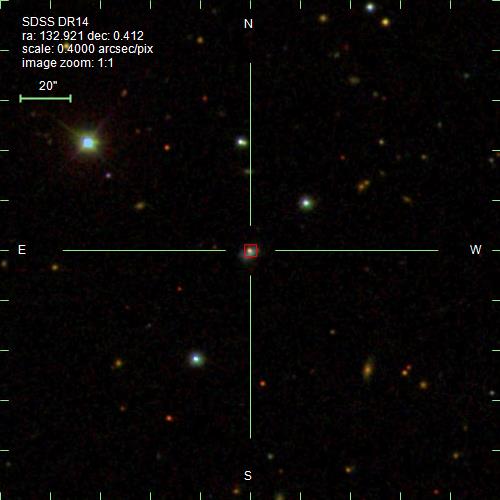 SDSS DR14
ra: 132.921 dec: 0.412
scale: 0.4000 arcsec/pix
image zoom: 1:1
20"
N
E
W
S